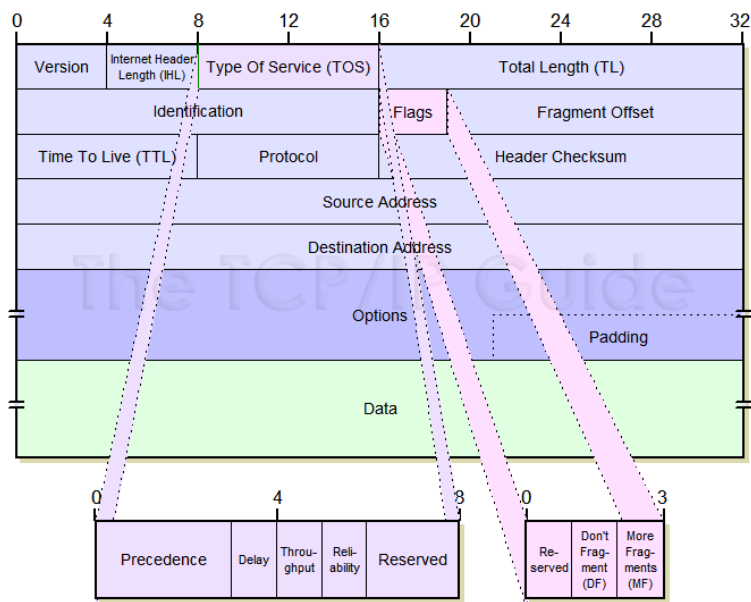 0 4 8 12 16 20 24 28 32
Version
Internet Header
Length (IHL)
Type Of Service (TOS)
Total Length (TL)
Identification
Flags
Fragment Offset
Time To Live (TTL)
Protocol
Header Checksum
Source Address
Destination Address
The TCP/IP Guide
Options
Padding
Data
0 4 8
Precedence
Delay
Throu-
ghput
Reli-
ability
Reserved
0 3
Re-
served
Don't
Fragment
(DF)
More
Frag-
ments
(MF)